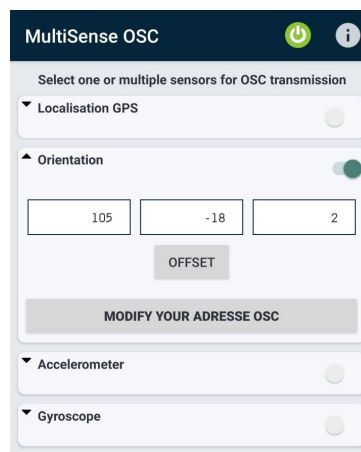 MultiSense OSC
i
Select one or multiple sensors for OSC transmission
Localisation GPS
Orientation
105 -18 2
OFFSET
MODIFY YOUR ADRESSE OSC
Accelerometer
Gyroscope